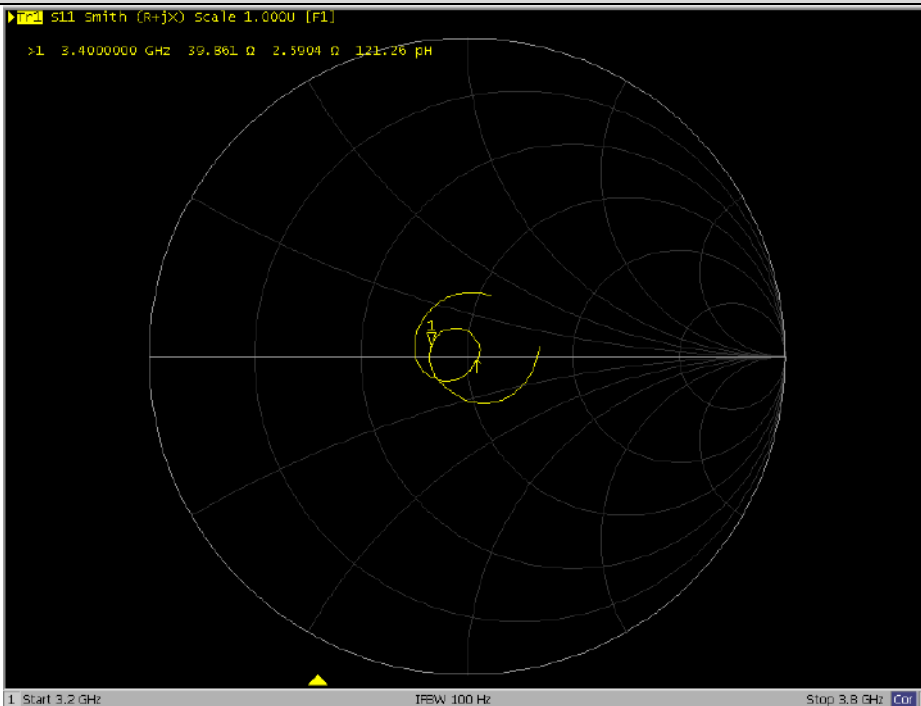 Tr1 S11 Smith (R+jX) Scale 1.000U [F1]
>1 3.4000000 GHz 39.861 Ω 2.5904 Ω 121.26 pH
1
1 Start 3.2 GHz IFBW 100 Hz Stop 3.8 GHz Cor